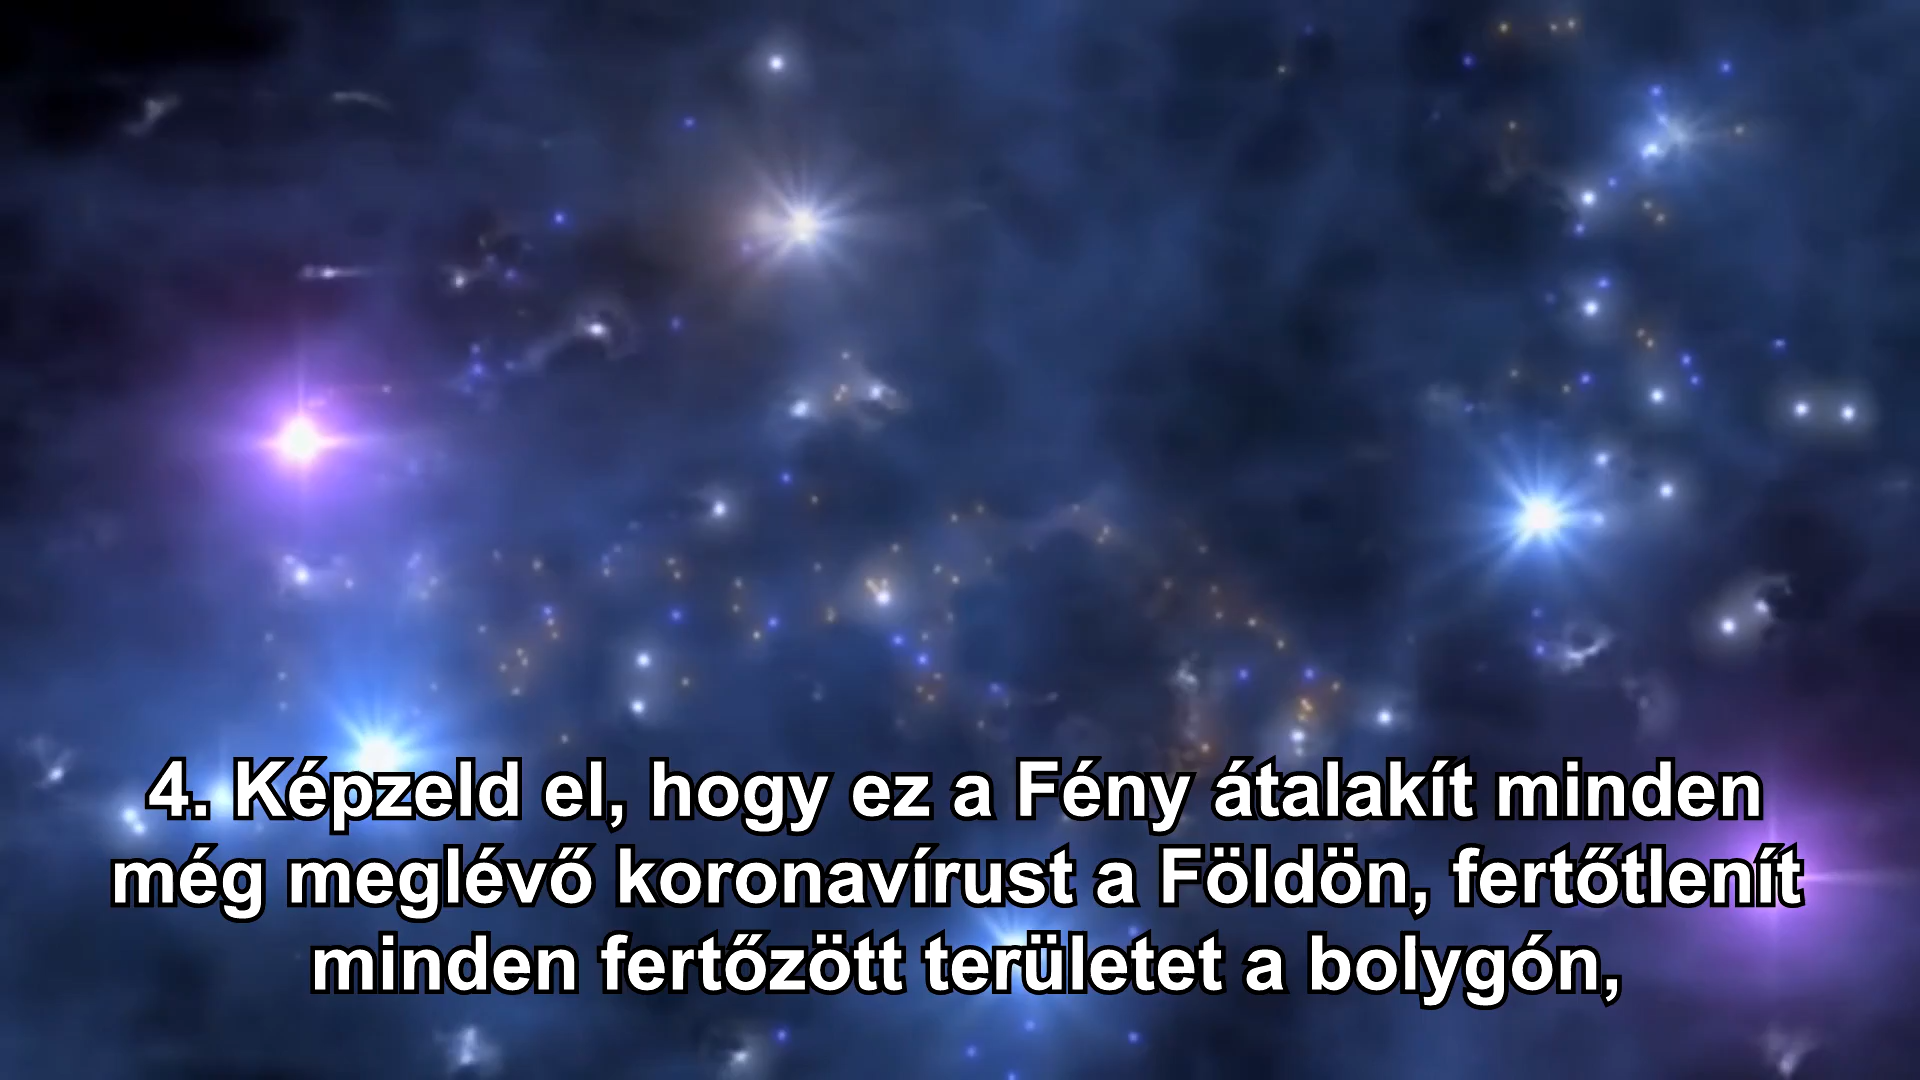 4. Képzeld el, hogy ez a Fény átalakít minden
még meglévő koronavírust a Földön, fertőtlenít
minden fertőzött területet a bolygón,